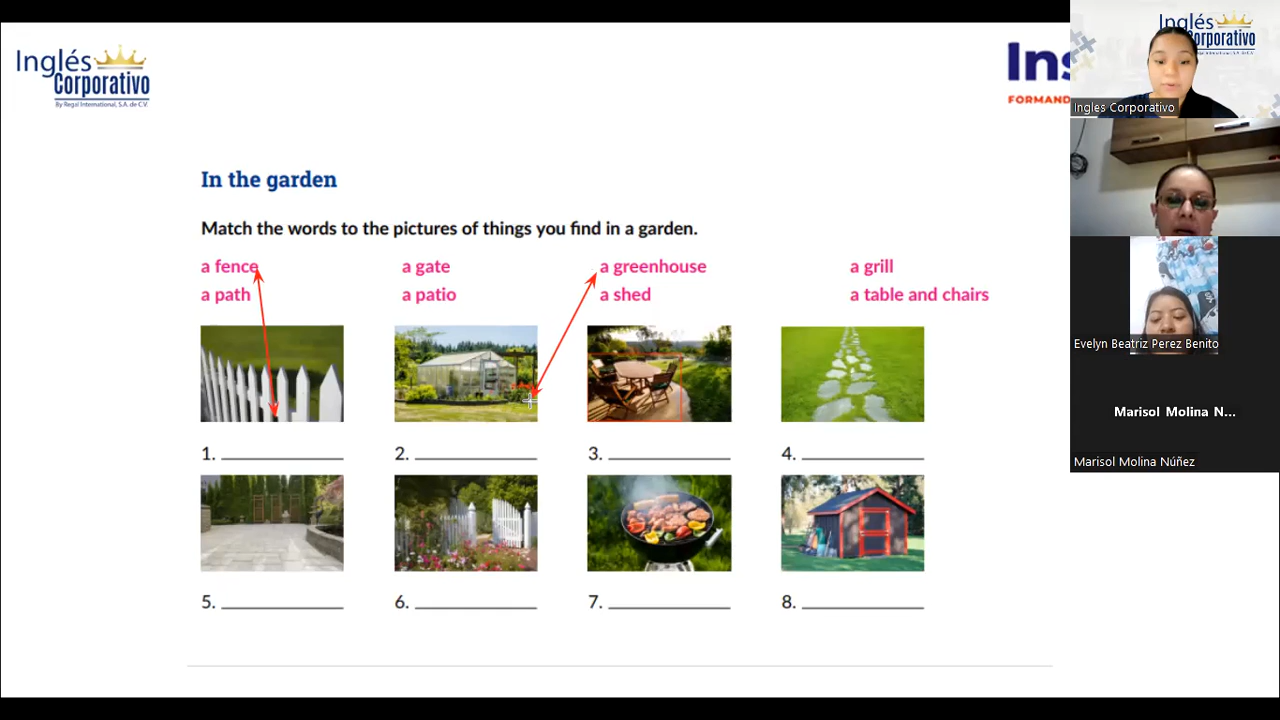 Inglés
Corporativo
By Regal International, S.A. de C.V.
Ins
FORMAND
In the garden
Match the words to the pictures of things you find in a garden.
a fence a gate a greenhouse a grill
a path a patio a shed a table and chairs
1. 2. 3. 4.
5. 6. 7. 8.
Inglés
Corporativo
Ingles Corporativo
Evelyn Beatriz Perez Benito
Marisol Molina N...
Marisol Molina Núñez